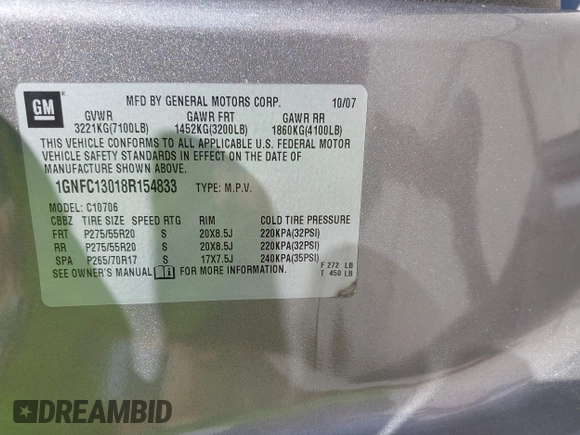 GM
MFD BY GENERAL MOTORS CORP. 10/07
GVWR GAWR FRT GAWR RR
3221KG(7100LB) 1452KG(3200LB) 1860KG(4100LB)
THIS VEHICLE CONFORMS TO ALL APPLICABLE U.S. FEDERAL MOTOR
VEHICLE SAFETY STANDARDS IN EFFECT ON THE DATE OF
MANUFACTURE SHOWN ABOVE.
1GNFC13018R154833 TYPE: M.P.V.
MODEL: C10706
CBBZ TIRE SIZE SPEED RTG RIM COLD TIRE PRESSURE
FRT P275/55R20 S 20X8.5J 220KPA(32PSI)
RR P275/55R20 S 20X8.5J 220KPA(32PSI)
SPA P265/70R17 S 17X7.5J 240KPA(35PSI)
SEE OWNER'S MANUAL i FOR MORE INFORMATION.
F 272 LB
T 450 LB
DREAMBID